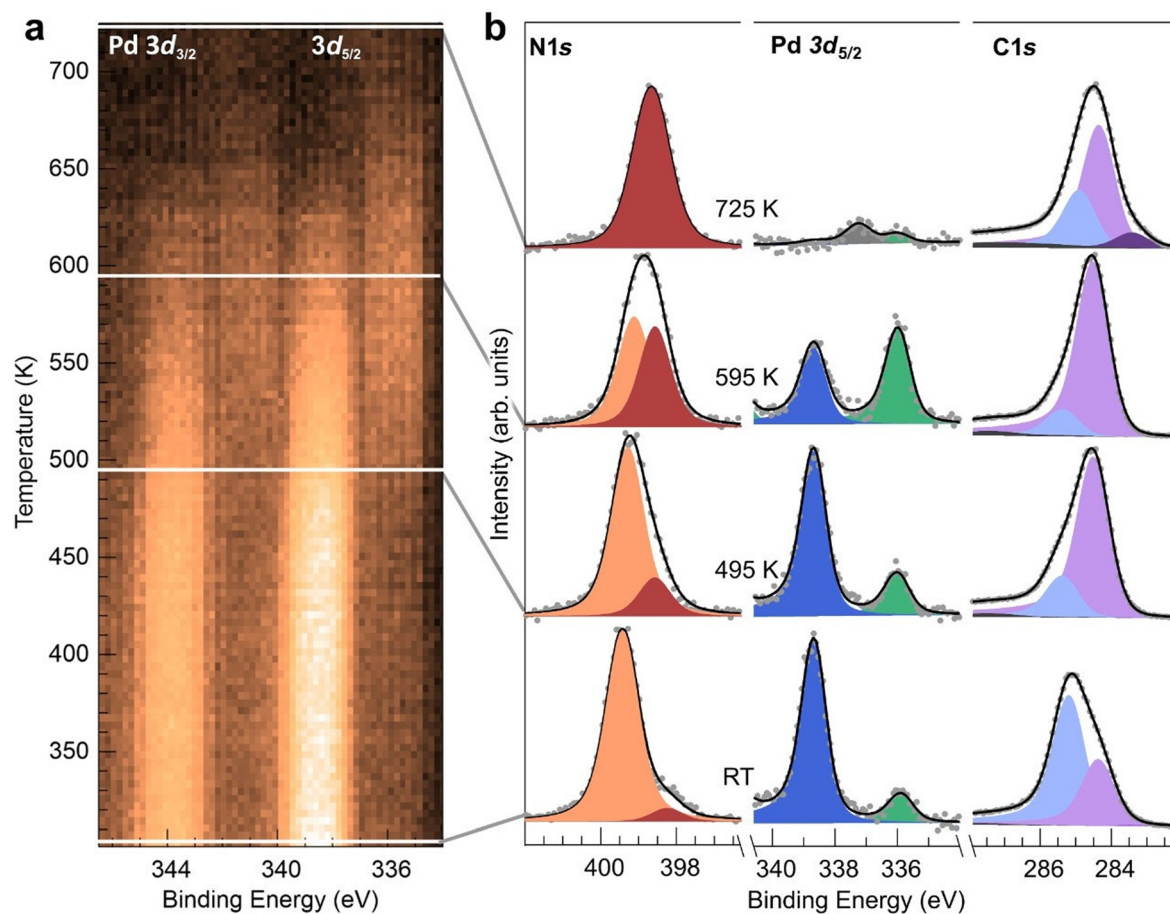 a
Pd 3d3/2
3d5/2
700
650
600
550
500
450
400
350
Temperature (K)
344
340
336
Binding Energy (eV)
b
N1s
Pd 3d5/2
C1s
725 K
595 K
495 K
RT
Intensity (arb. units)
400
398
340
338
336
286
284
Binding Energy (eV)